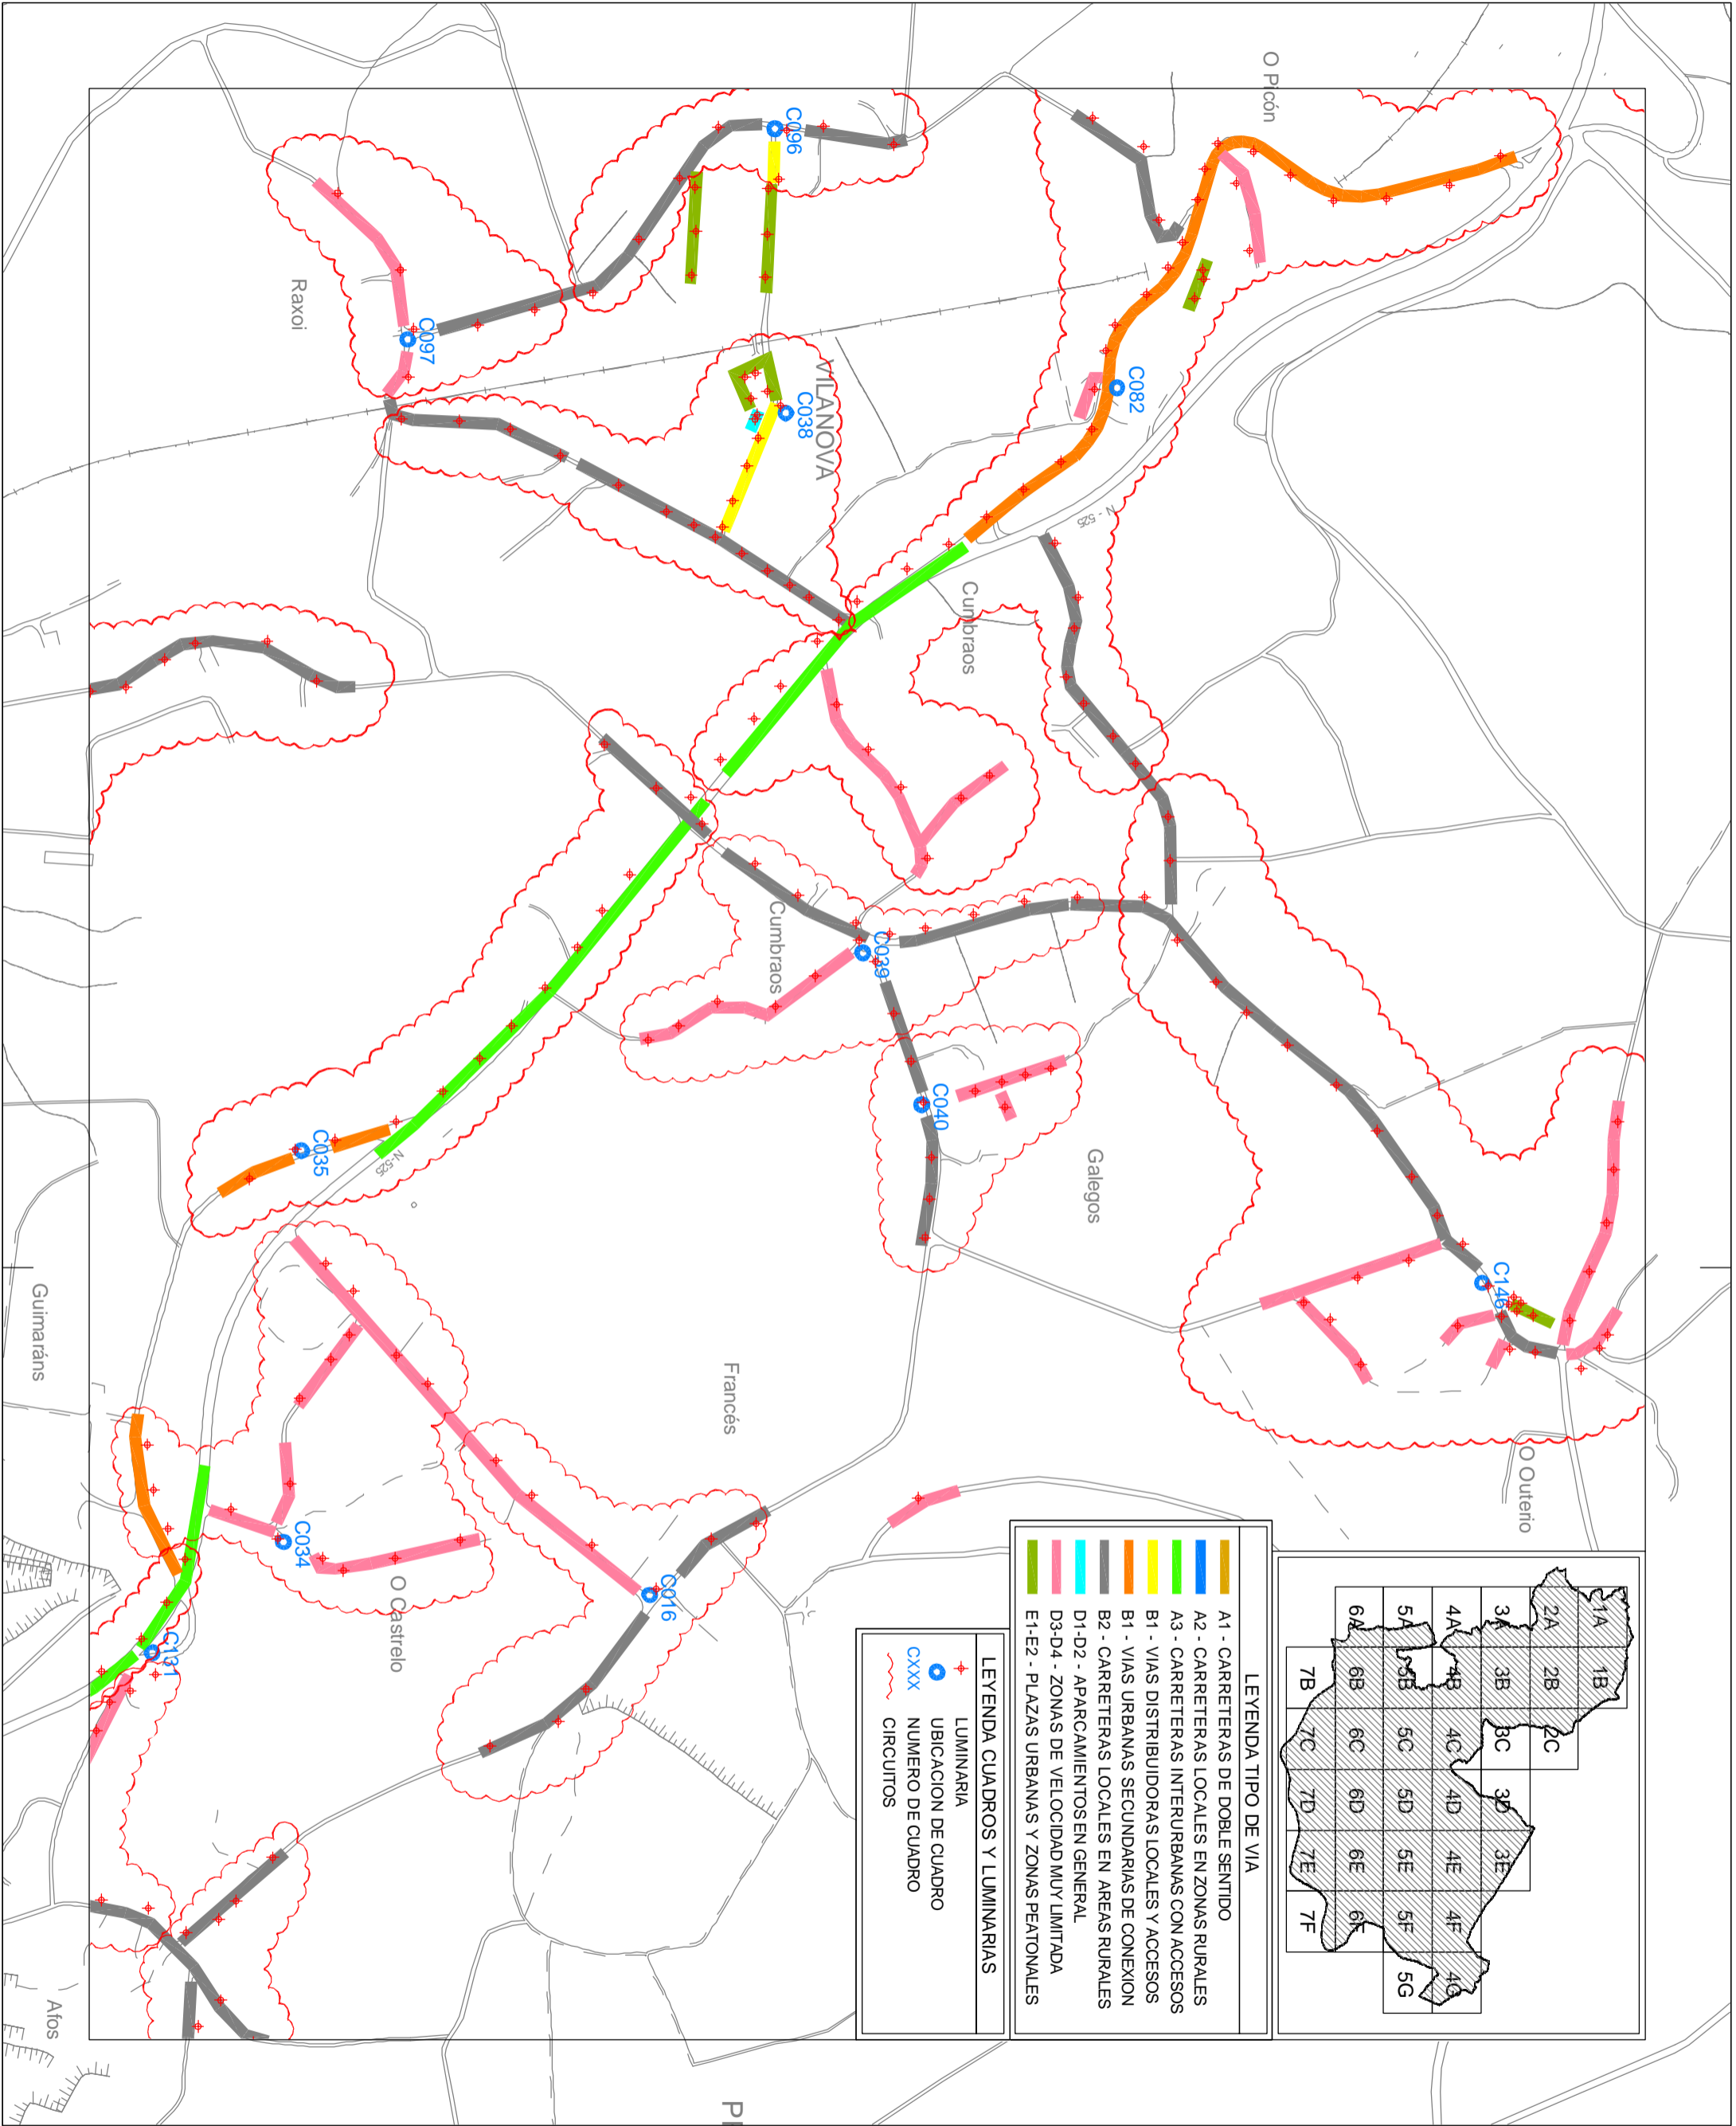 O Picón
C096
C082
C097
Raxoi
VILANOVA
C038
N - 525
Cumbraos
Cumbraos
C039
C040
Galegos
C035
N-525
C146
O Outerio
Guimaráns
Francés
C034
O Castrelo
C016
C131
Afos
LEYENDA TIPO DE VIA
A1 - CARRETERAS DE DOBLE SENTIDO
A2 - CARRETERAS LOCALES EN ZONAS RURALES
A3 - CARRETERAS INTERURBANAS CON ACCESOS
B1 - VIAS DISTRIBUIDORAS LOCALES Y ACCESOS
B1 - VIAS URBANAS SECUNDARIAS DE CONEXION
B2 - CARRETERAS LOCALES EN AREAS RURALES
D1-D2 - APARCAMIENTOS EN GENERAL
D3-D4 - ZONAS DE VELOCIDAD MUY LIMITADA
E1-E2 - PLAZAS URBANAS Y ZONAS PEATONALES
LEYENDA CUADROS Y LUMINARIAS
LUMINARIA
UBICACION DE CUADRO
CXXX NUMERO DE CUADRO
CIRCUITOS
1A 1B
2A 2B 2C
3A 3B 3C 3D 3E
4A 4B 4C 4D 4E 4F 4G
5A 5B 5C 5D 5E 5F 5G
6A 6B 6C 6D 6E 6F
7B 7C 7D 7E 7F